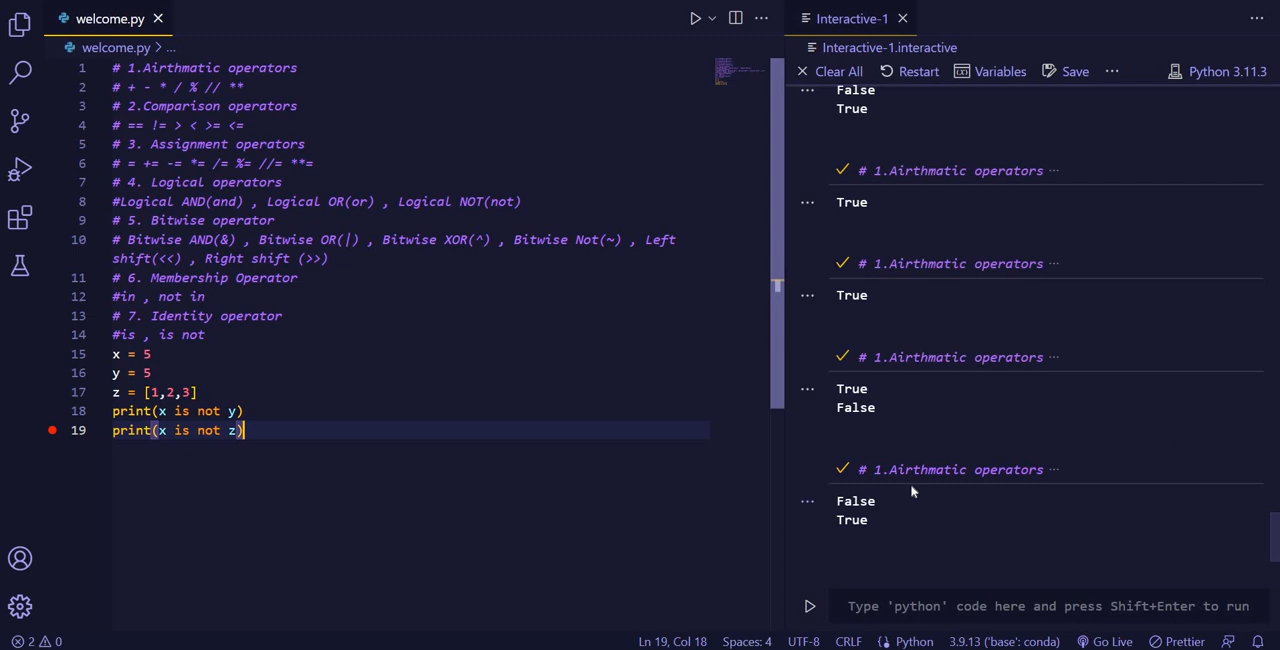 welcome.py
welcome.py > ...
1 # 1.Airthmatic operators
2 # + - * / % // **
3 # 2.Comparison operators
4 # == != > < >= <=
5 # 3. Assignment operators
6 # = += -= *= /= %= //= **=
7 # 4. Logical operators
8 #Logical AND(and) , Logical OR(or) , Logical NOT(not)
9 # 5. Bitwise operator
10 # Bitwise AND(&) , Bitwise OR(|) , Bitwise XOR(^) , Bitwise Not(~) , Left
shift(<<) , Right shift (>>)
11 # 6. Membership Operator
12 #in , not in
13 # 7. Identity operator
14 #is , is not
15 x = 5
16 y = 5
17 z = [1,2,3]
18 print(x is not y)
19 print(x is not z)
Interactive-1
Interactive-1.interactive
Clear All Restart Variables Save ... Python 3.11.3
False
True
# 1.Airthmatic operators ...
True
# 1.Airthmatic operators ...
True
# 1.Airthmatic operators ...
True
False
# 1.Airthmatic operators ...
False
True
Type 'python' code here and press Shift+Enter to run
2 0 Ln 19, Col 18 Spaces: 4 UTF-8 CRLF Python 3.9.13 ('base': conda) Go Live Prettier